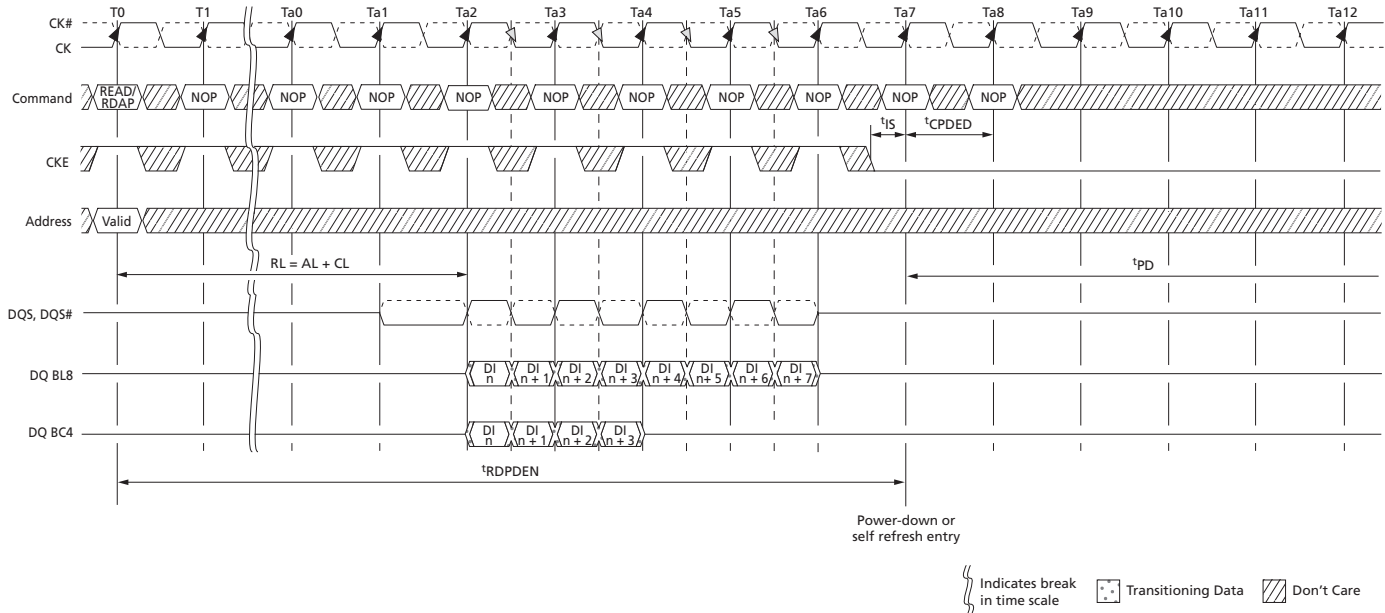 T0 T1 Ta0 Ta1 Ta2 Ta3 Ta4 Ta5 Ta6 Ta7 Ta8 Ta9 Ta10 Ta11 Ta12
CK#
CK
Command READ/ RDAP NOP NOP NOP NOP NOP NOP NOP NOP NOP NOP
tIS tCPDED
CKE
Address Valid
RL = AL + CL tPD
DQS, DQS#
DQ BL8 DI n DI n + 1 DI n + 2 DI n + 3 DI n + 4 DI n+ 5 DI n + 6 DI n + 7
DQ BC4 DI n DI n + 1 DI n + 2 DI n + 3
tRDPDEN
Power-down or
self refresh entry
Indicates break
in time scale
Transitioning Data
Don't Care